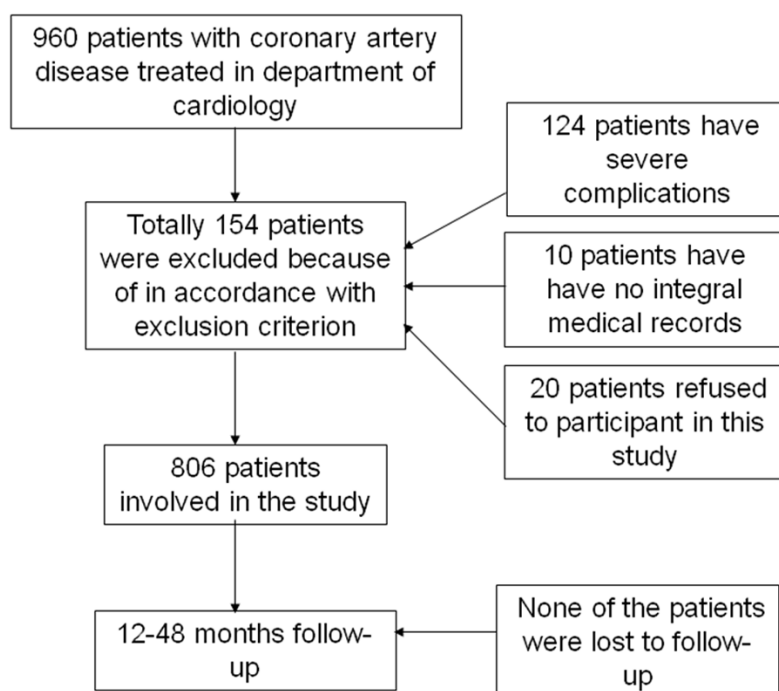 960 patients with coronary artery
disease treated in department of
cardiology
124 patients have
severe
complications
Totally 154 patients
were excluded because
of in accordance with
exclusion criterion
10 patients have
have no integral
medical records
20 patients refused
to participant in this
study
806 patients
involved in the study
12-48 months follow-
up
None of the patients
were lost to follow-
up